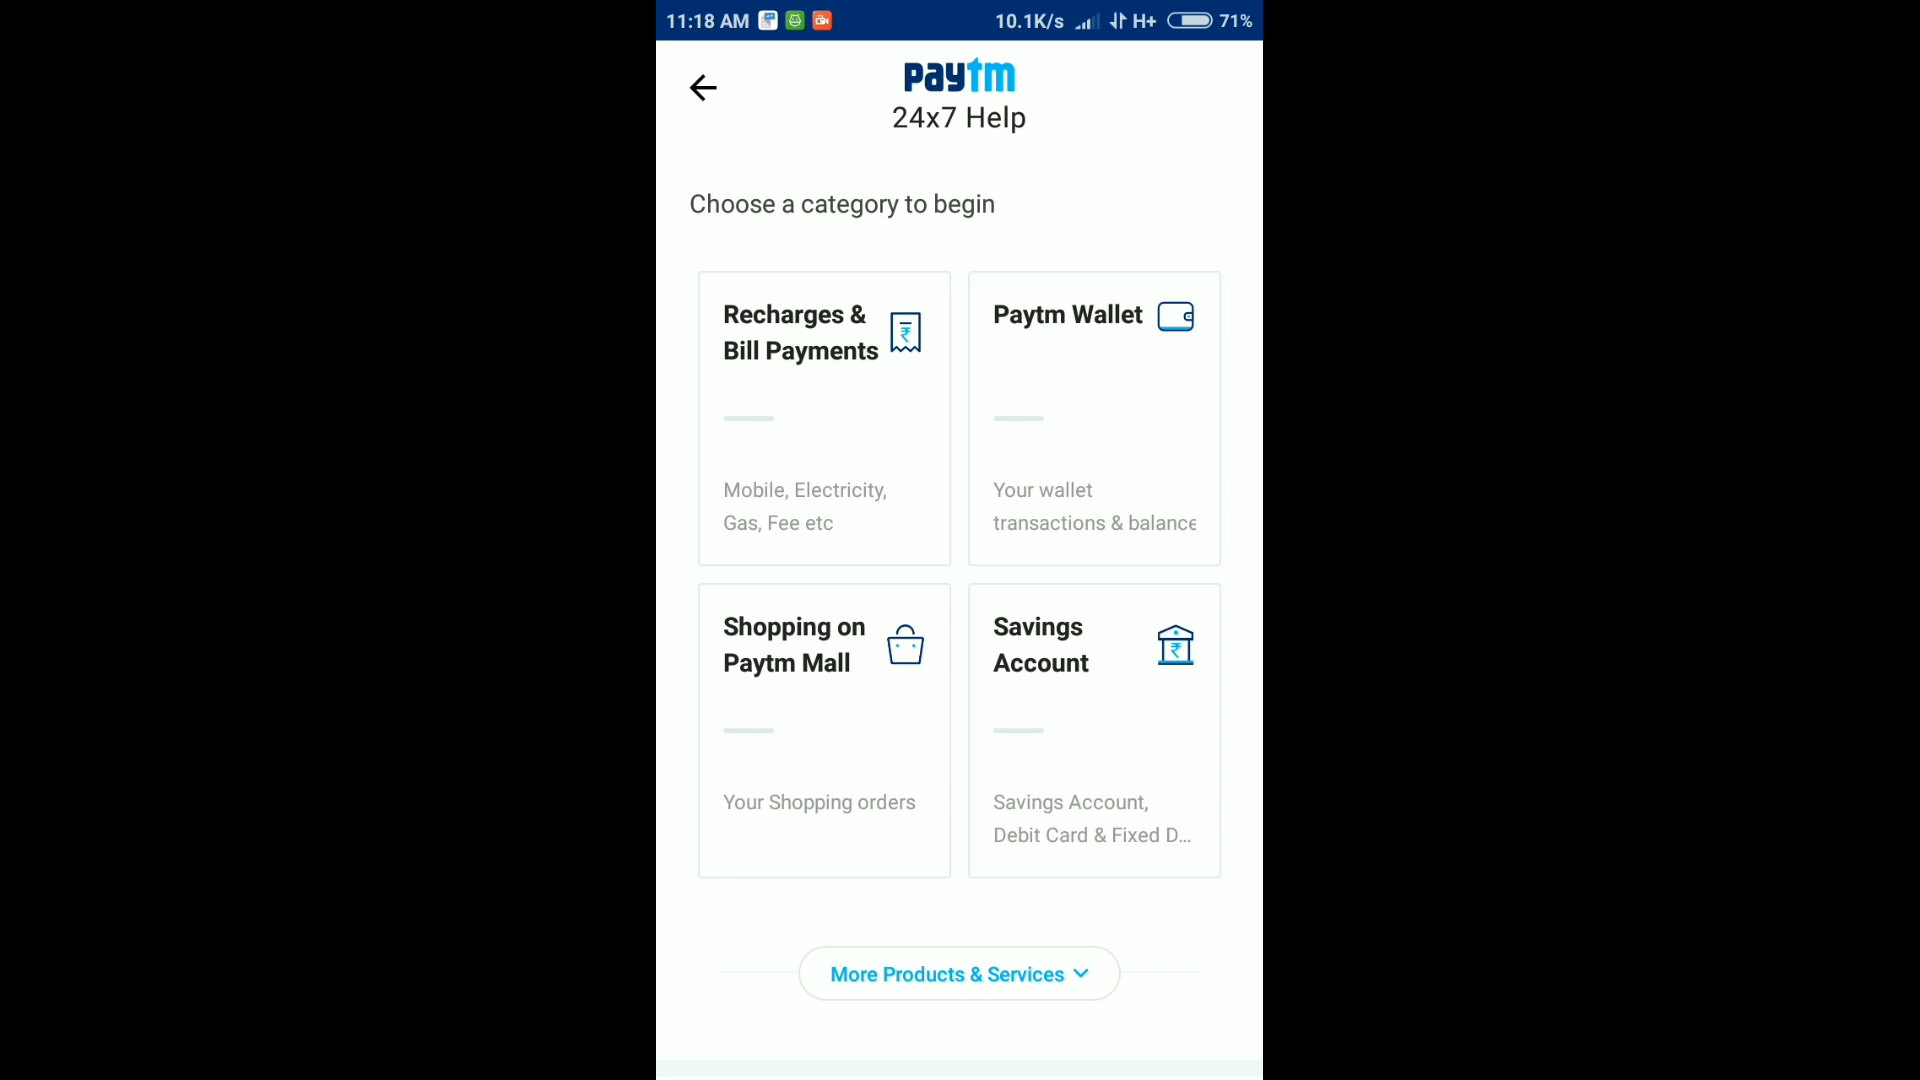 11:18 AM 10.1K/s H+ 71%
paytm
24x7 Help
Choose a category to begin
Recharges &
Bill Payments
Paytm Wallet
Mobile, Electricity,
Gas, Fee etc
Your wallet
transactions & balance
Shopping on
Paytm Mall
Savings
Account
Your Shopping orders
Savings Account,
Debit Card & Fixed D...
More Products & Services